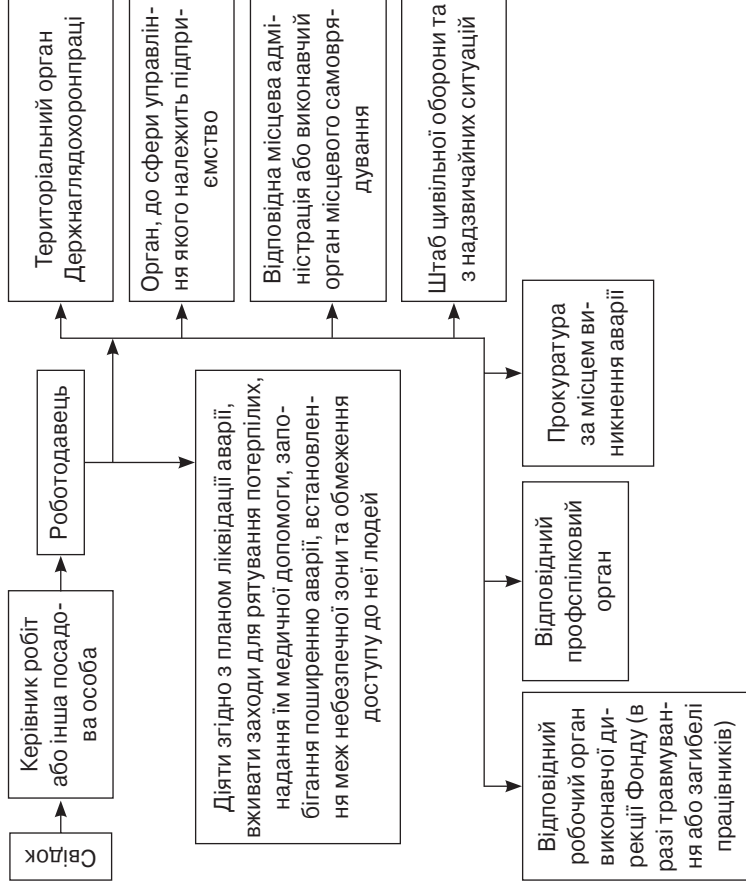 Свідок
Керівник робіт
або інша посадо-
ва особа
Роботодавець
Територіальний орган
Держнаглядохоронпраці
Орган, до сфери управлін-
ня якого належить підпри-
ємство
Відповідна місцева адмі-
ністрація або виконавчий
орган місцевого самовря-
дування
Штаб цивільної оборони та
з надзвичайних ситуацій
Діяти згідно з планом ліквідації аварії,
вживати заходи для рятування потерпілих,
надання їм медичної допомоги, запо-
бігання поширенню аварії, встановлен-
ня меж небезпечної зони та обмеження
доступу до неї людей
Відповідний
робочий орган
виконавчої ди-
рекції Фонду (в
разі травмуван-
ня або загибелі
працівників)
Відповідний
профспілковий
орган
Прокуратура
за місцем ви-
никнення аварії